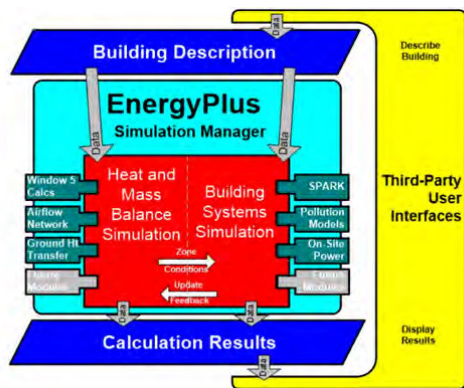 Data
Building Description
Describe
Building
EnergyPlus
Simulation Manager
Data
Data
Window 5
Calcs
Airflow
Network
Ground Ht
Transfer
Future Modules
Heat and
Mass
Balance
Simulation
Building
Systems
Simulation
SPARK
Pollution
Models
On-Site
Power
Future Modules
Zone
Conditions
Update
Feedback
Third-Party
User
Interfaces
Data
Data
Calculation Results
Display
Results
Data